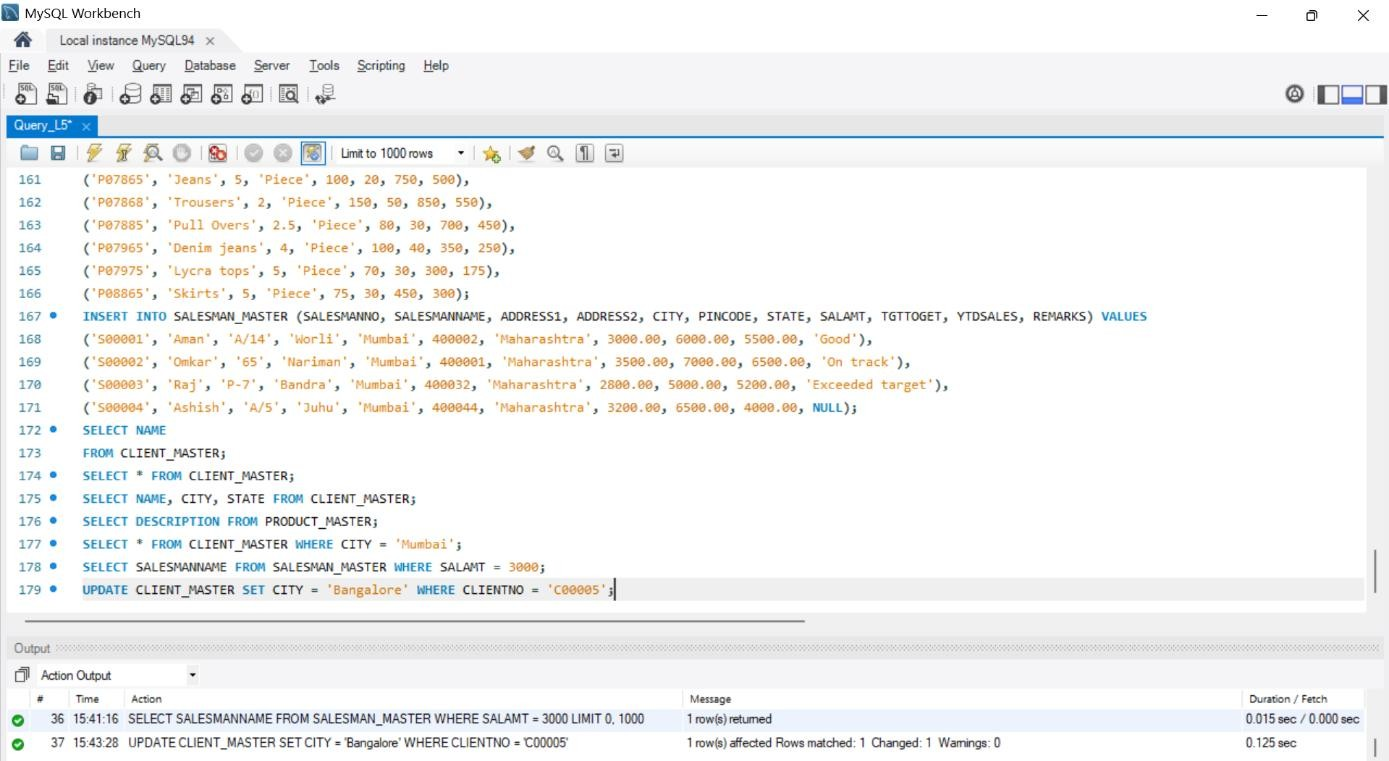 MySQL Workbench
Local instance MySQL94
File Edit View Query Database Server Tools Scripting Help
Query_L5*
Limit to 1000 rows
161 ('P07865', 'Jeans', 5, 'Piece', 100, 20, 750, 500),
162 ('P07868', 'Trousers', 2, 'Piece', 150, 50, 850, 550),
163 ('P07885', 'Pull Overs', 2.5, 'Piece', 80, 30, 700, 450),
164 ('P07965', 'Denim jeans', 4, 'Piece', 100, 40, 350, 250),
165 ('P07975', 'Lycra tops', 5, 'Piece', 70, 30, 300, 175),
166 ('P08865', 'Skirts', 5, 'Piece', 75, 30, 450, 300);
167 INSERT INTO SALESMAN_MASTER (SALESMANNO, SALESMANNAME, ADDRESS1, ADDRESS2, CITY, PINCODE, STATE, SALAMT, TGTTOGET, YTDSALES, REMARKS) VALUES
168 ('S00001', 'Aman', 'A/14', 'Worli', 'Mumbai', 400002, 'Maharashtra', 3000.00, 6000.00, 5500.00, 'Good'),
169 ('S00002', 'Omkar', '65', 'Nariman', 'Mumbai', 400001, 'Maharashtra', 3500.00, 7000.00, 6500.00, 'On track'),
170 ('S00003', 'Raj', 'P-7', 'Bandra', 'Mumbai', 400032, 'Maharashtra', 2800.00, 5000.00, 5200.00, 'Exceeded target'),
171 ('S00004', 'Ashish', 'A/5', 'Juhu', 'Mumbai', 400044, 'Maharashtra', 3200.00, 6500.00, 4000.00, NULL);
172 SELECT NAME
173 FROM CLIENT_MASTER;
174 SELECT * FROM CLIENT_MASTER;
175 SELECT NAME, CITY, STATE FROM CLIENT_MASTER;
176 SELECT DESCRIPTION FROM PRODUCT_MASTER;
177 SELECT * FROM CLIENT_MASTER WHERE CITY = 'Mumbai';
178 SELECT SALESMANNAME FROM SALESMAN_MASTER WHERE SALAMT = 3000;
179 UPDATE CLIENT_MASTER SET CITY = 'Bangalore' WHERE CLIENTNO = 'C00005';
Output
Action Output
# Time Action Message Duration / Fetch
36 15:41:16 SELECT SALESMANNAME FROM SALESMAN_MASTER WHERE SALAMT = 3000 LIMIT 0, 1000 1 row(s) returned 0.015 sec / 0.000 sec
37 15:43:28 UPDATE CLIENT_MASTER SET CITY = 'Bangalore' WHERE CLIENTNO = 'C00005' 1 row(s) affected Rows matched: 1 Changed: 1 Warnings: 0 0.125 sec